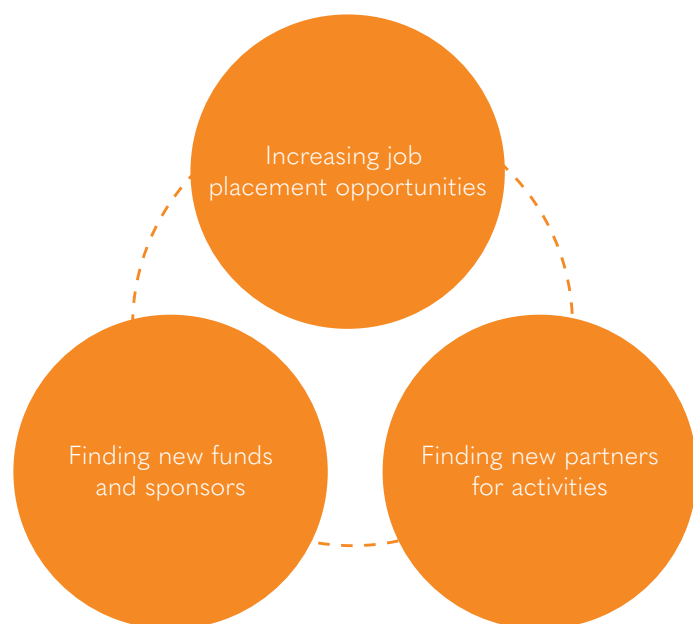 Increasing job
placement opportunities
Finding new funds
and sponsors
Finding new partners
for activities